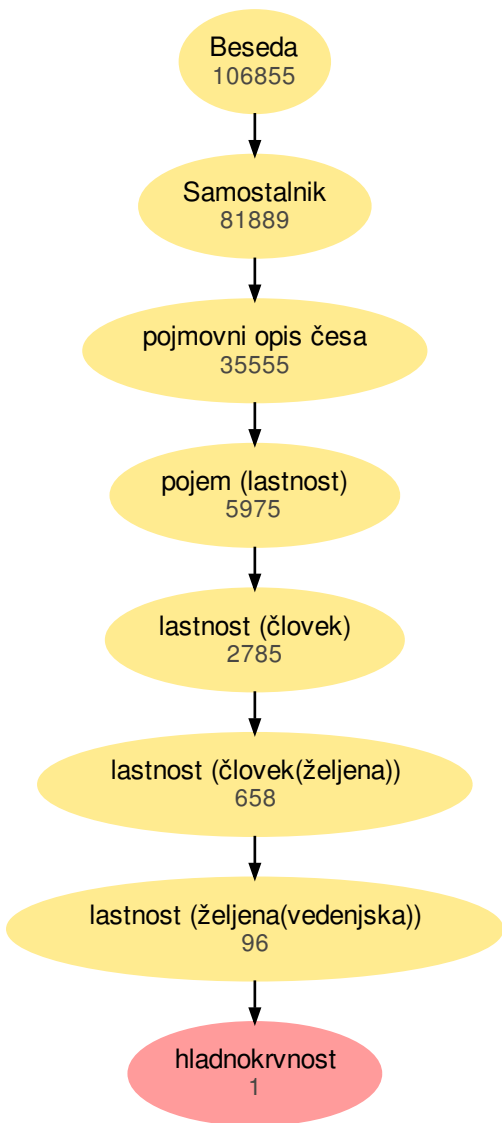 Beseda
106855
Samostalnik
81889
pojmovni opis česa
35555
pojem (lastnost)
5975
lastnost (človek)
2785
lastnost (človek(željena))
658
lastnost (željena(vedenjska))
96
hladnokrvnost
1